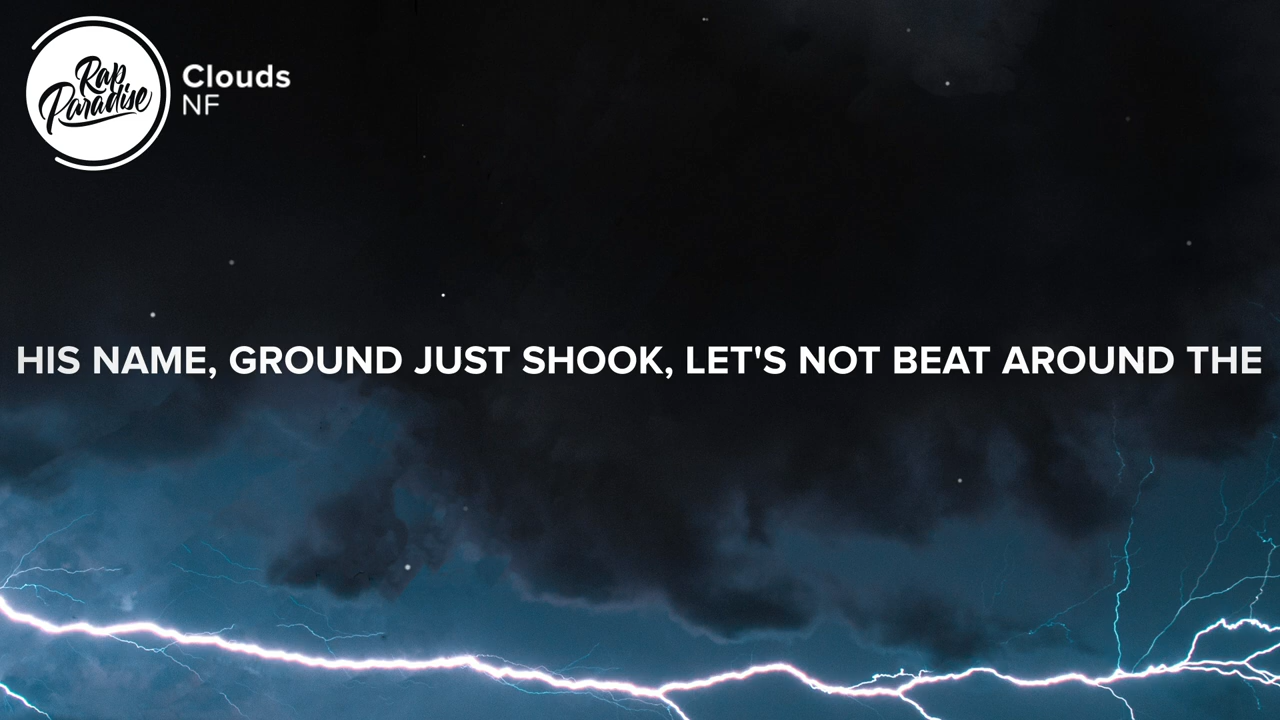 Rap
Paradise
Clouds
NF
HIS NAME, GROUND JUST SHOOK, LET'S NOT BEAT AROUND THE